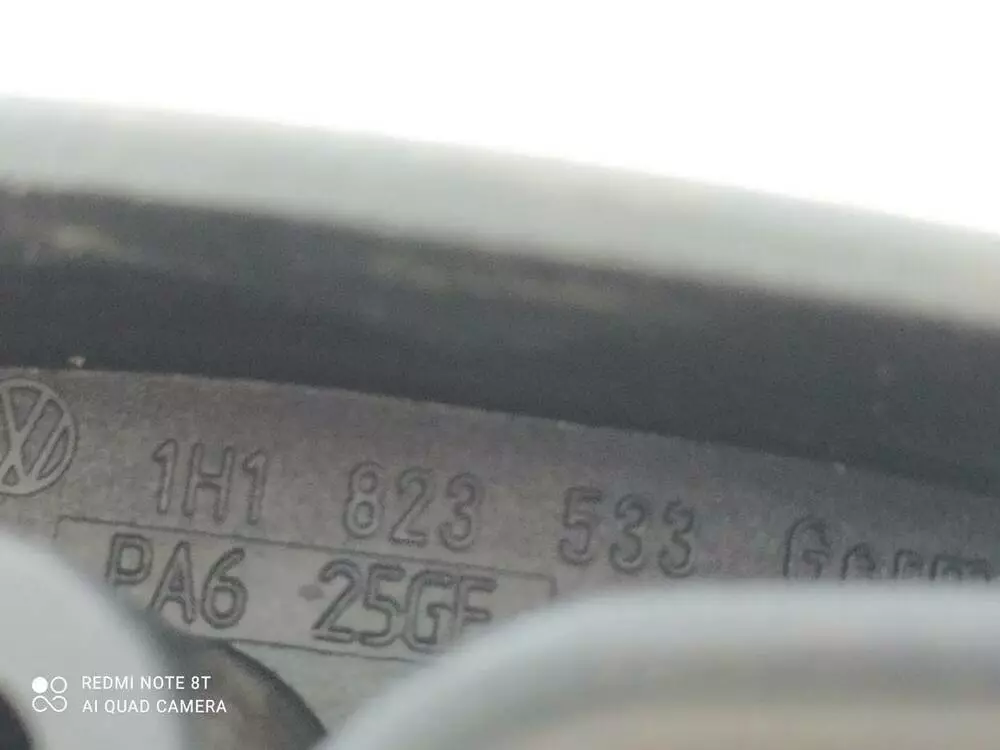 1H1 823 533
PA6 25GF
REDMI NOTE 8T
AI QUAD CAMERA